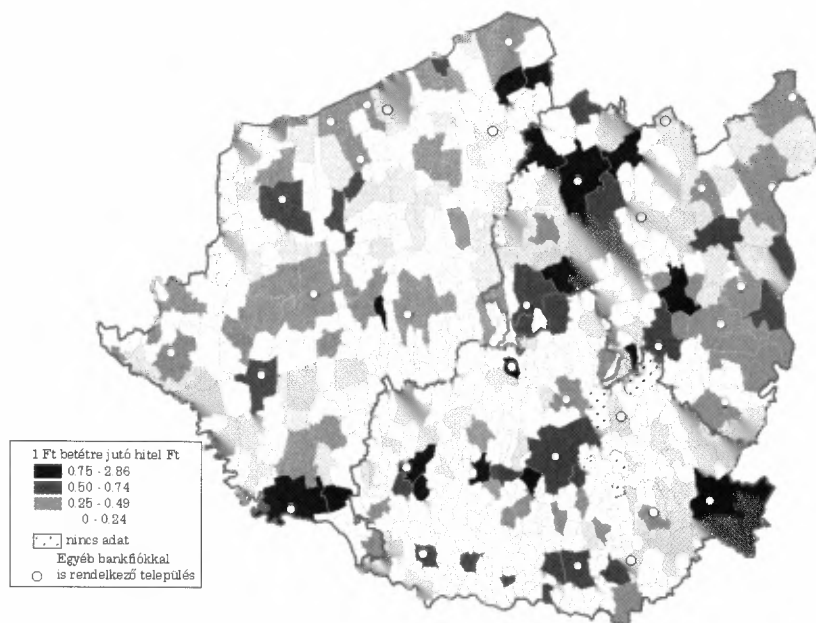 1 Ft betétre jutó hitel Ft
0.75 - 2.86
0.50 - 0.74
0.25 - 0.49
0 - 0.24
nincs adat
Egyéb bankfiókkal
is rendelkező település